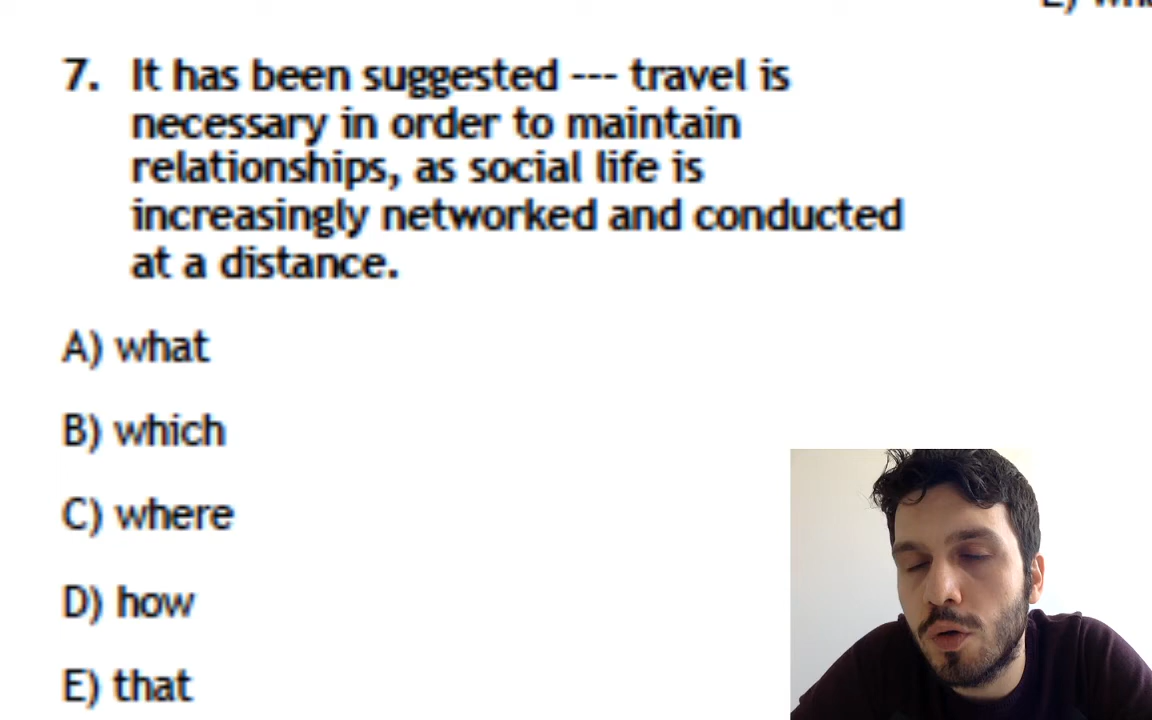 7. It has been suggested --- travel is
necessary in order to maintain
relationships, as social life is
increasingly networked and conducted
at a distance.
A) what
B) which
C) where
D) how
E) that